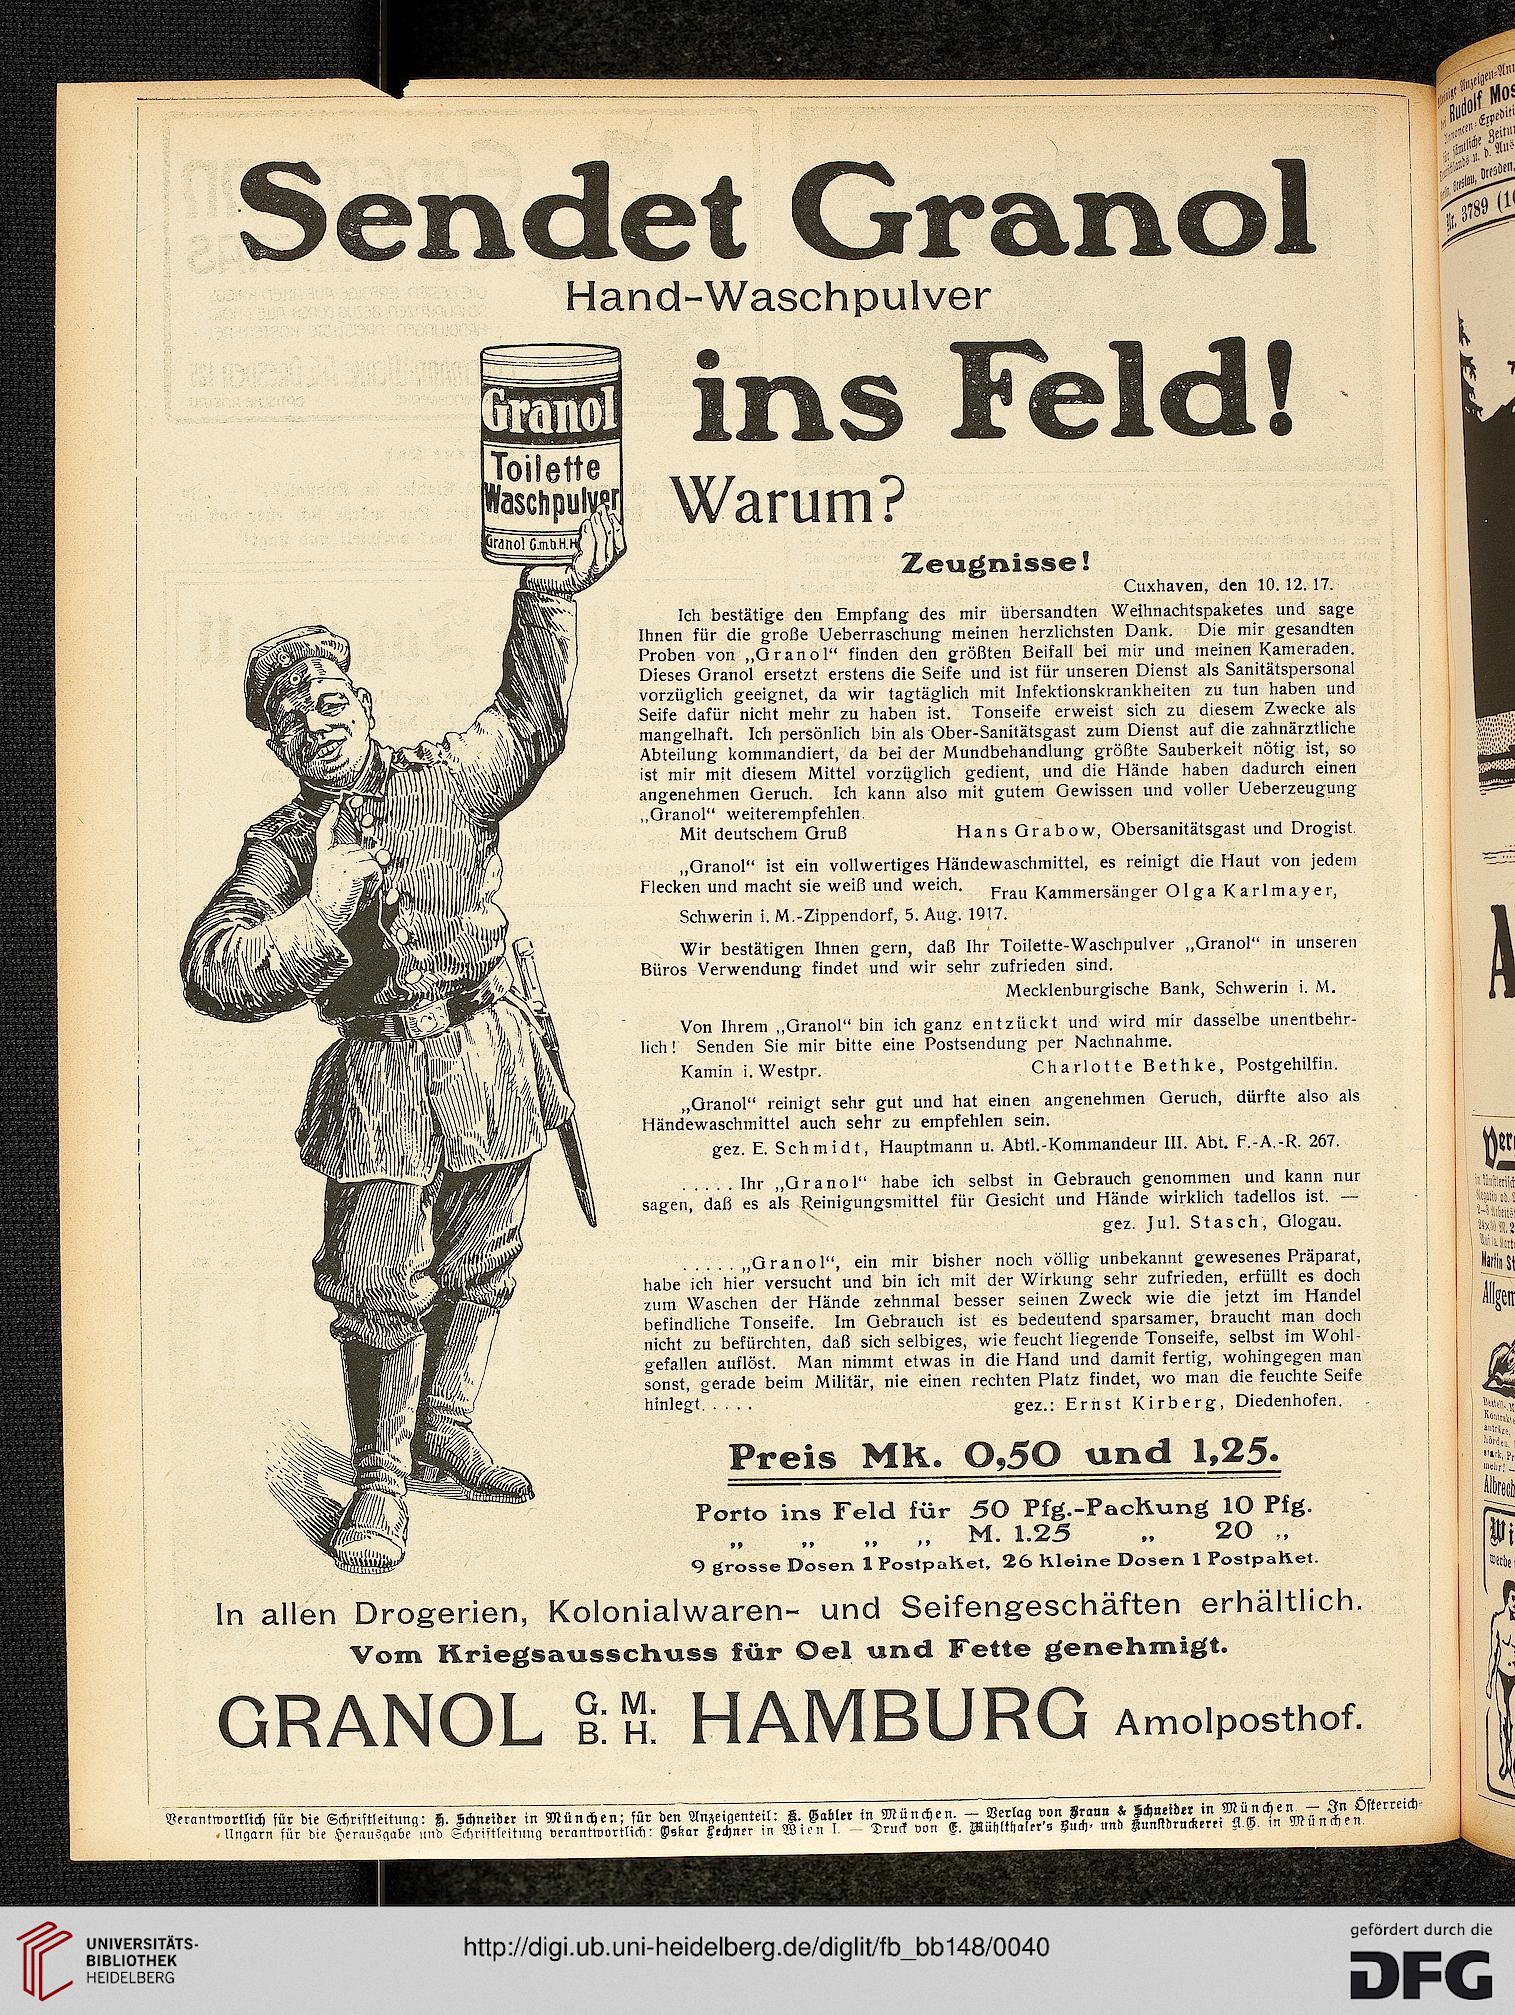 Sendet Granol
Hand-Waschpulver
ins Feld!
Granol
Toilette
Waschpulver
Granol G.m.b.H.H
Warum?
Zeugnisse!
Cuxhaven, den 10. 12. 17.
Ich bestätige den Empfang des mir übersandten Weihnachtspaketes und sage
Ihnen für die große Ueberraschung meinen herzlichsten Dank. Die mir gesandten
Proben von „Granol“ finden den größten Beifall bei mir und meinen Kameraden.
Dieses Granol ersetzt erstens die Seife und ist für unseren Dienst als Sanitätspersonal
vorzüglich geeignet, da wir tagtäglich mit Infektionskrankheiten zu tun haben und
Seife dafür nicht mehr zu haben ist. Tonseife erweist sich zu diesem Zwecke als
mangelhaft. Ich persönlich bin als Ober-Sanitätsgast zum Dienst auf die zahnärztliche
Abteilung kommandiert, da bei der Mundbehandlung größte Sauberkeit nötig ist, so
ist mir mit diesem Mittel vorzüglich gedient, und die Hände haben dadurch einen
angenehmen Geruch. Ich kann also mit gutem Gewissen und voller Ueberzeugung
„Granol“ weiterempfehlen.
Mit deutschem Gruß Hans Grabow, Obersanitätsgast und Drogist.
„Granol“ ist ein vollwertiges Händewaschmittel, es reinigt die Haut von jedem
Flecken und macht sie weiß und weich. Frau Kammersänger Olga Karlmayer,
Schwerin i. M.-Zippendorf, 5. Aug. 1917.
Wir bestätigen Ihnen gern, daß Ihr Toilette-Waschpulver „Granol“ in unseren
Büros Verwendung findet und wir sehr zufrieden sind.
Mecklenburgische Bank, Schwerin i. M.
Von Ihrem „Granol“ bin ich ganz entzückt und wird mir dasselbe unentbehr-
lich! Senden Sie mir bitte eine Postsendung per Nachnahme.
Kamin i. Westpr. Charlotte Bethke, Postgehilfin.
„Granol“ reinigt sehr gut und hat einen angenehmen Geruch, dürfte also als
Händewaschmittel auch sehr zu empfehlen sein.
gez. E. Schmidt, Hauptmann u. Abtl.-Kommandeur III. Abt. F.-A.-R. 267.
. . . . . Ihr „Granol“ habe ich selbst in Gebrauch genommen und kann nur
sagen, daß es als Reinigungsmittel für Gesicht und Hände wirklich tadellos ist. —
gez. Jul. Stasch, Glogau.
. . . . . „Granol“, ein mir bisher noch völlig unbekannt gewesenes Präparat,
habe ich hier versucht und bin ich mit der Wirkung sehr zufrieden, erfüllt es doch
zum Waschen der Hände zehnmal besser seinen Zweck wie die jetzt im Handel
befindliche Tonseife. Im Gebrauch ist es bedeutend sparsamer, braucht man doch
nicht zu befürchten, daß sich selbiges, wie feucht liegende Tonseife, selbst im Wohl-
gefallen auflöst. Man nimmt etwas in die Hand und damit fertig, wohingegen man
sonst, gerade beim Militär, nie einen rechten Platz findet, wo man die feuchte Seife
hinlegt. . . . . gez.: Ernst Kirberg, Diedenhofen.
Preis Mk. 0,50 und 1,25.
Porto ins Feld für 50 Pfg.-Packung 10 Pfg.
„ „ „ „ M. 1.25 „ 20 „
9 grosse Dosen 1 Postpaket, 26 kleine Dosen 1 Postpaket.
In allen Drogerien, Kolonialwaren- und Seifengeschäften erhältlich.
Vom Kriegsausschuss für Oel und Fette genehmigt.
GRANOL G. M. B. H. HAMBURG Amolposthof.
Verantwortlich für die Schriftleitung: H. Schneider in München; für den Anzeigenteil: K. Gabler in München. — Verlag von Braun & Schneider in München. — In Österreich-
Ungarn für die Herausgabe und Schriftleitung verantwortlich: Oskar Lechner in Wien I. — Druck von E. Mühlthaler's Buch- und Kunstdruckerei A.G. in München.
Rudolf Mos
Nr. 3789 (1
Martin St
Allgem
Albrech
UNIVERSITÄTS-
BIBLIOTHEK
HEIDELBERG
http://digi.ub.uni-heidelberg.de/diglit/fb_bb148/0040
gefördert durch die
DFG